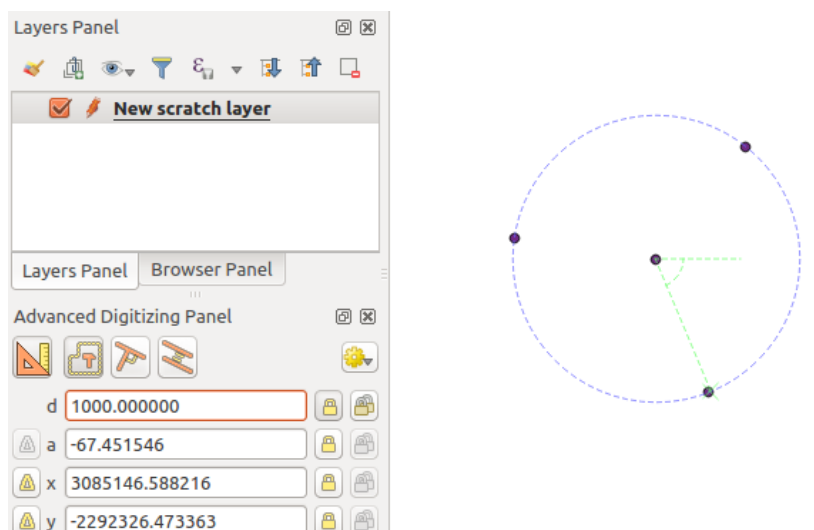 Layers Panel
New scratch layer
Layers Panel Browser Panel
Advanced Digitizing Panel
d 1000.000000
a -67.451546
x 3085146.588216
y -2292326.473363